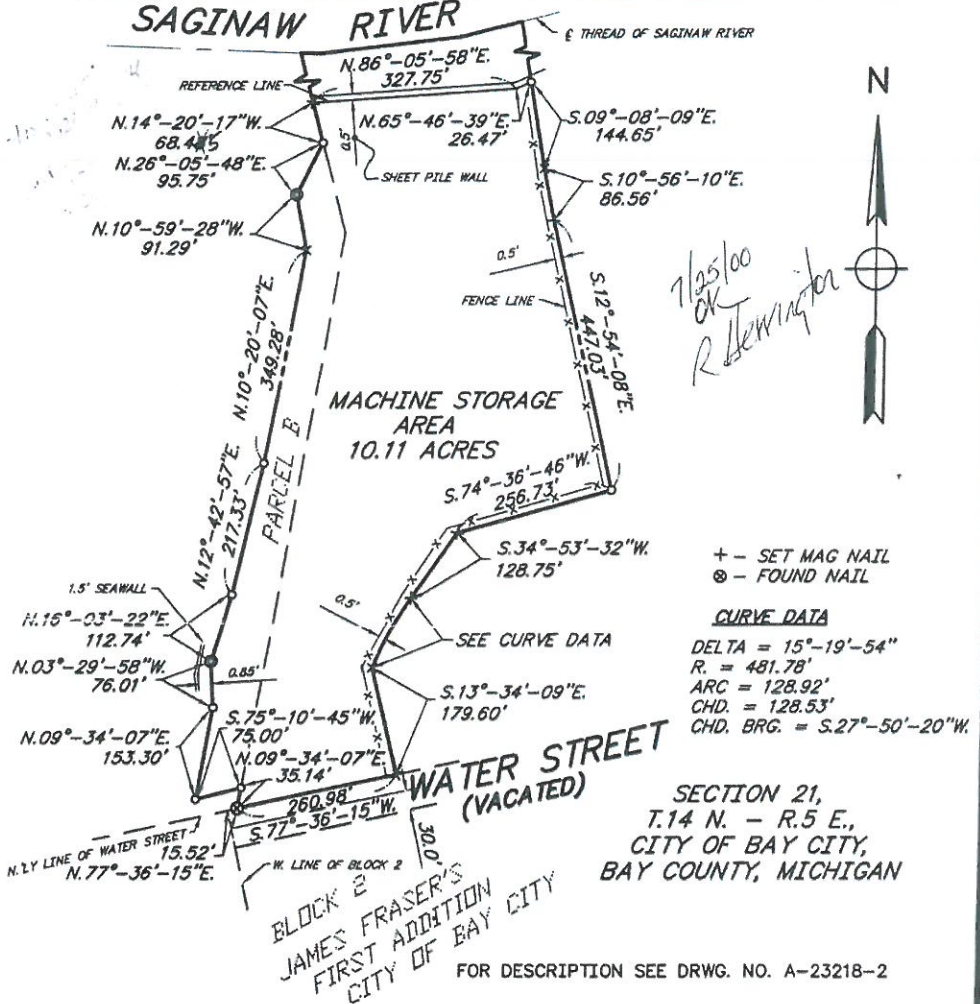 SAGINAW RIVER
℄ THREAD OF SAGINAW RIVER
N.86°-05'-58"E.
327.75'
REFERENCE LINE
N
N.14°-20'-17"W.
68.45
N.65°-46'-39"E.
26.47'
S.09°-08'-09"E.
144.65'
0.5'
N.26°-05'-48"E.
95.75'
SHEET PILE WALL
S.10°-56'-10"E.
86.56'
N.10°-59'-28"W.
91.29'
0.5'
7/25/00
OK
R Hewington
FENCE LINE
S.12°-54'-08"E.
447.03'
N.10°-20'-07"E.
349.28'
MACHINE STORAGE
AREA
10.11 ACRES
PARCEL B
S.74°-36'-46"W.
256.73'
N.12°-42'-57"E.
217.33'
S.34°-53'-32"W.
128.75'
+ - SET MAG NAIL
⊗ - FOUND NAIL
1.5' SEAWALL
0.5'
N.16°-03'-22"E.
112.74'
SEE CURVE DATA
CURVE DATA
DELTA = 15°-19'-54"
R. = 481.78'
ARC = 128.92'
CHD. = 128.53'
CHD. BRG. = S.27°-50'-20"W.
N.03°-29'-58"W.
76.01'
0.85'
S.13°-34'-09"E.
179.60'
S.75°-10'-45"W.
75.00'
N.09°-34'-07"E.
153.30'
N.09°-34'-07"E.
35.14'
WATER STREET
(VACATED)
260.98'
S.77°-36'-15"W.
30.0'
SECTION 21,
T.14 N. - R.5 E.,
CITY OF BAY CITY,
BAY COUNTY, MICHIGAN
N.LY LINE OF WATER STREET
15.52'
N.77°-36'-15"E.
W. LINE OF BLOCK 2
BLOCK 2
JAMES FRASER'S
FIRST ADDITION
CITY OF BAY CITY
FOR DESCRIPTION SEE DRWG. NO. A-23218-2